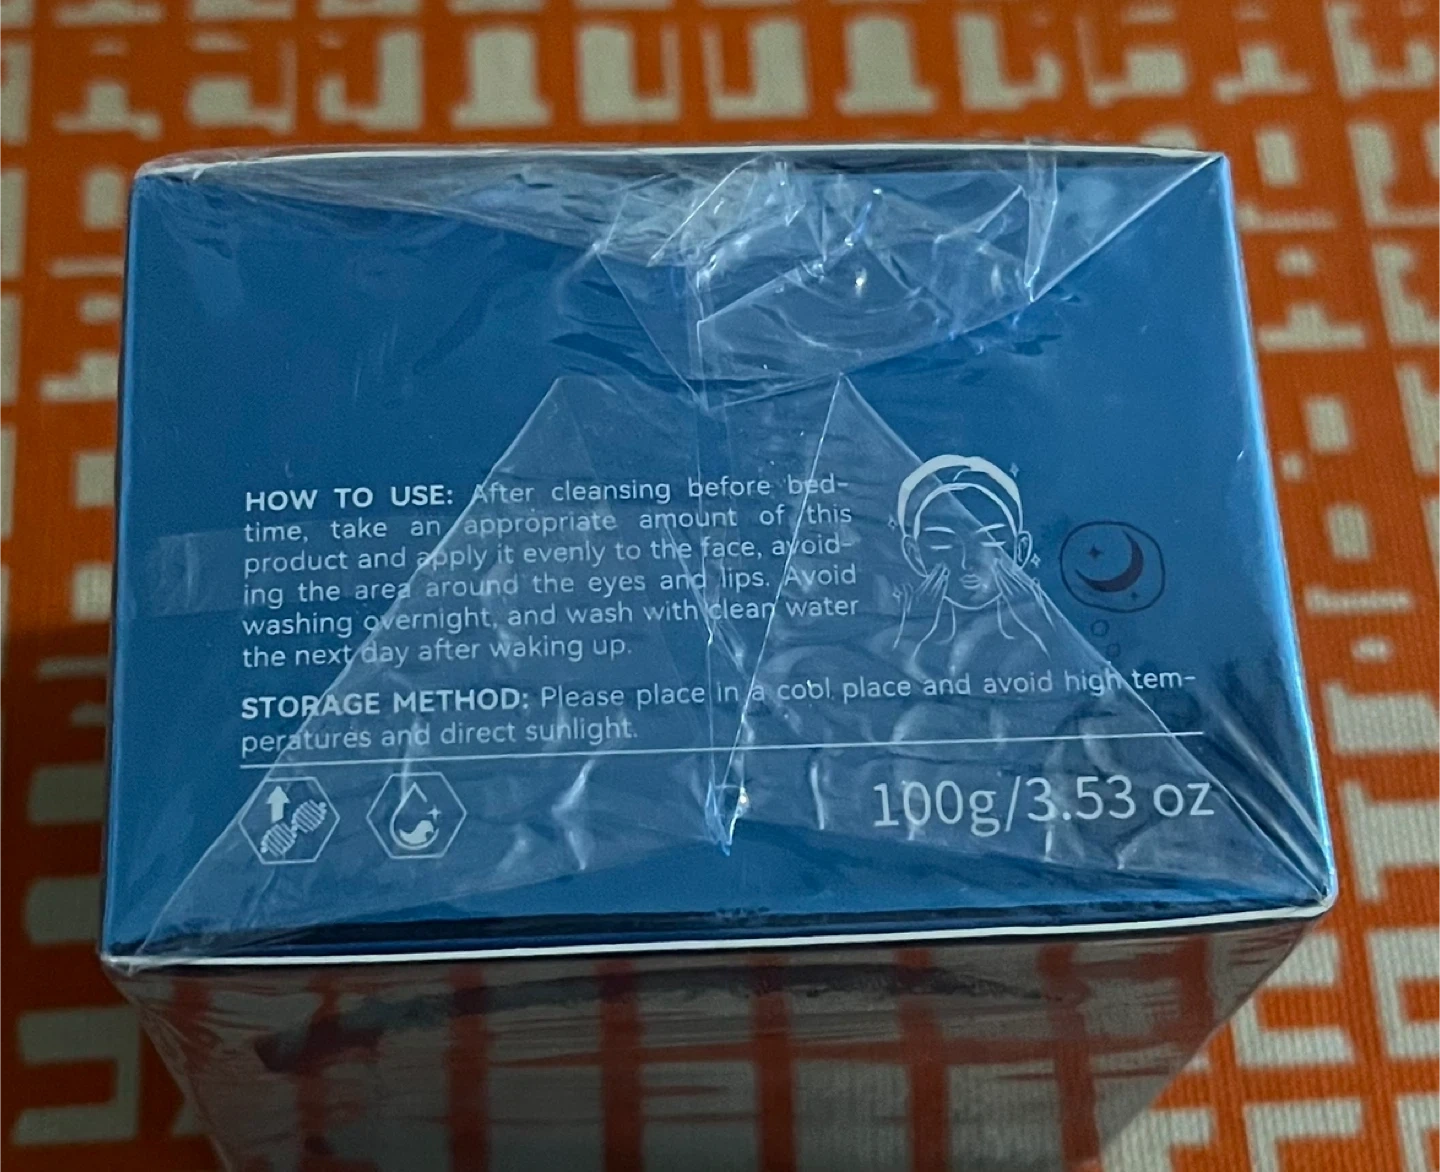 HOW TO USE: After cleansing before bed-
time, take an appropriate amount of this
product and apply it evenly to the face, avoid-
ing the area around the eyes and lips. Avoid
washing overnight, and wash with clean water
the next day after waking up.
STORAGE METHOD: Please place in a cool place and avoid high tem-
peratures and direct sunlight.
100g/3.53 oz